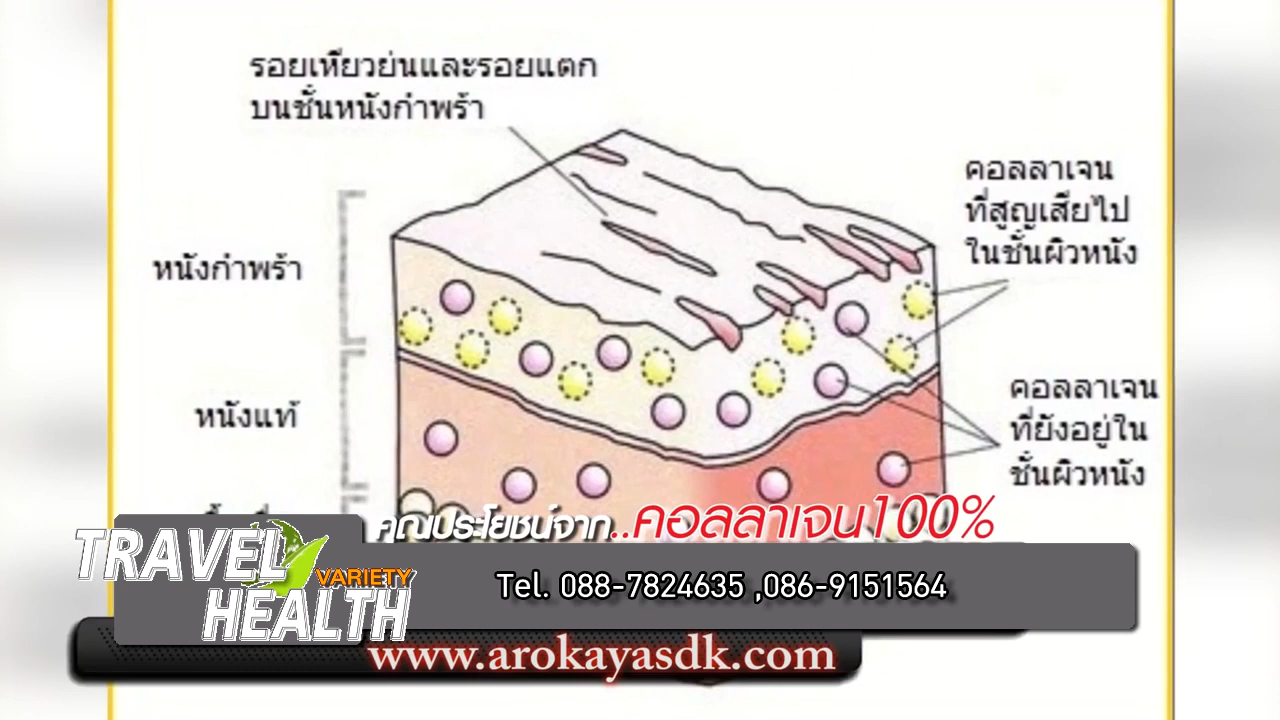 รอยเหี่ยวย่นและรอยแตก
บนชั้นหนังกำพร้า
คอลลาเจน
ที่สูญเสียไป
ในชั้นผิวหนัง
หนังกำพร้า
คอลลาเจน
ที่ยังอยู่ใน
ชั้นผิวหนัง
หนังแท้
คุณประโยชน์จาก..คอลลาเจน100%
TRAVEL
VARIETY
HEALTH
Tel. 088-7824635 ,086-9151564
www.arokayasdk.com